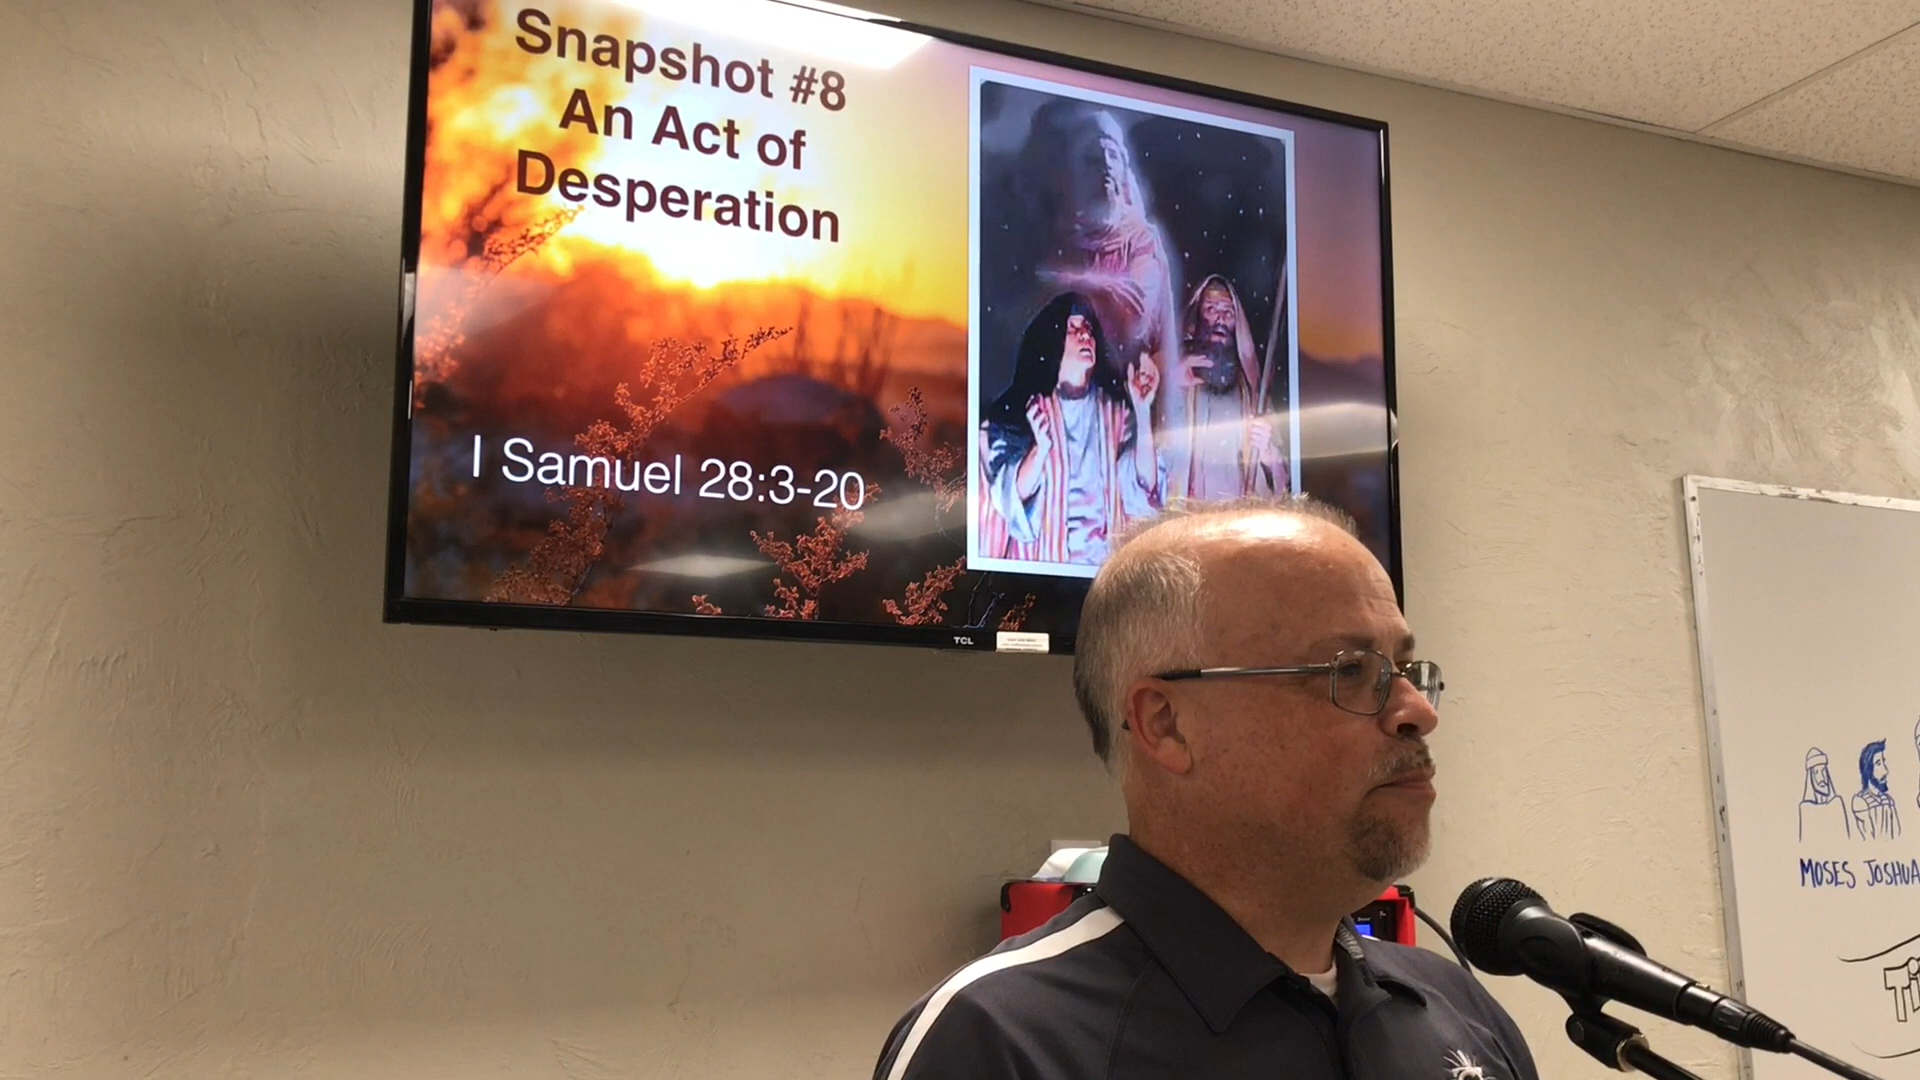 Snapshot #8
An Act of
Desperation
I Samuel 28:3-20
TCL
MOSES JOSHUA